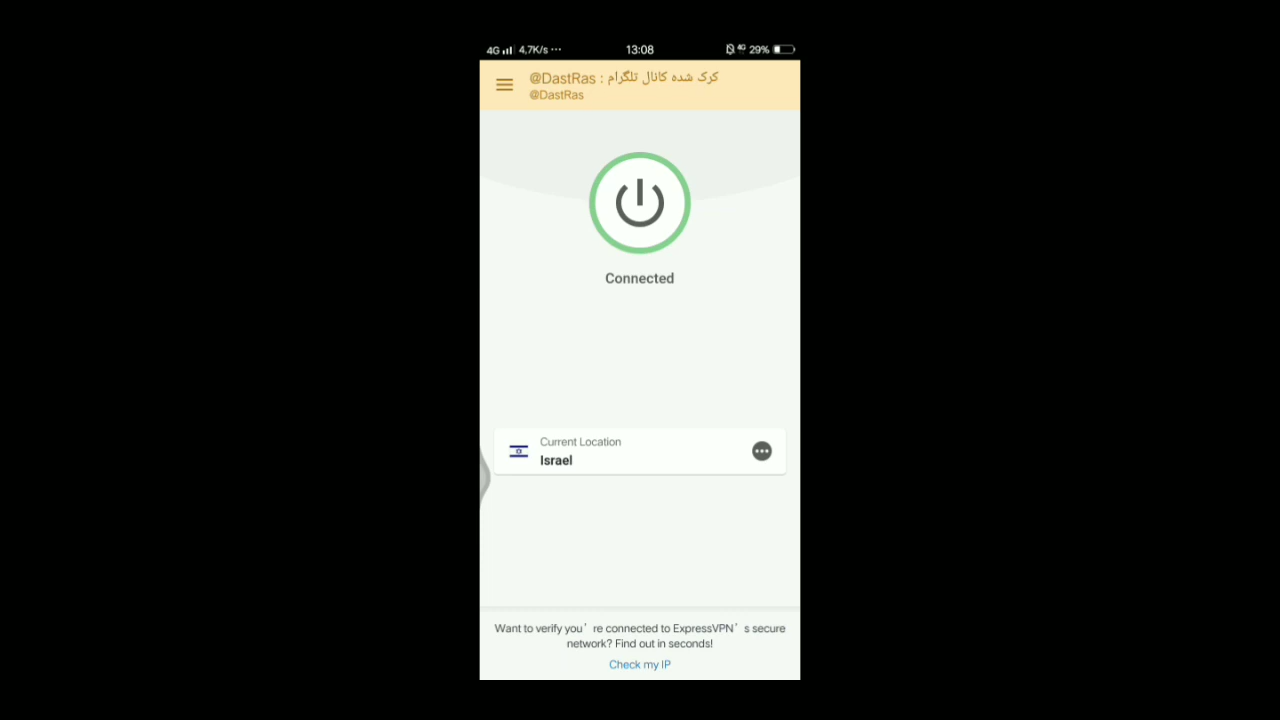 4G 4,7K/s ··· 13:08 4G 29%
@DastRas : کرک شده کانال تلگرام
@DastRas
Connected
Current Location
Israel
Want to verify you’re connected to ExpressVPN’s secure
network? Find out in seconds!
Check my IP